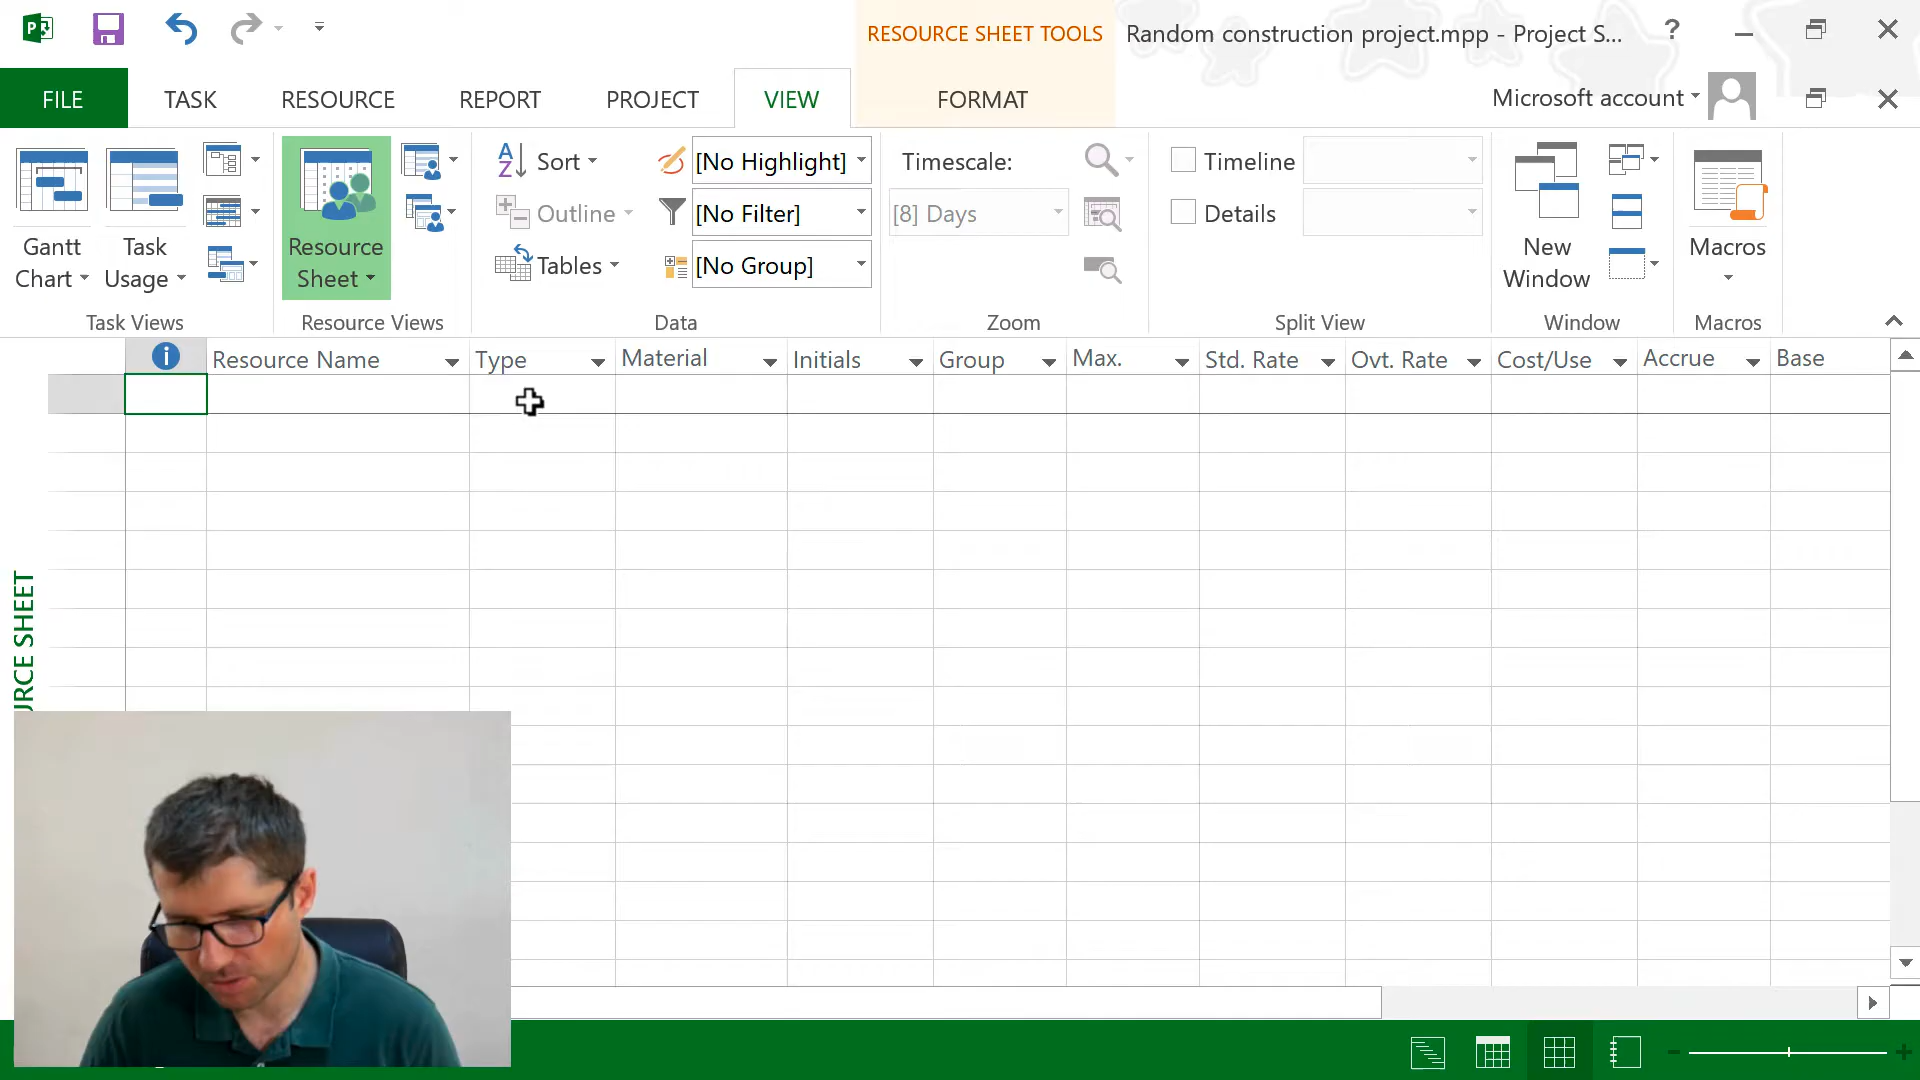 RESOURCE SHEET TOOLS
Random construction project.mpp - Project S...
?
FILE
TASK
RESOURCE
REPORT
PROJECT
VIEW
FORMAT
Microsoft account
Gantt
Chart
Task
Usage
Task Views
Resource
Sheet
Resource Views
A
Z
Sort
Outline
Tables
[No Highlight]
[No Filter]
[No Group]
Data
Timescale:
[8] Days
Zoom
Timeline
Details
Split View
New
Window
Window
Macros
Macros
i
Resource Name
Type
Material
Initials
Group
Max.
Std. Rate
Ovt. Rate
Cost/Use
Accrue
Base
URCE SHEET